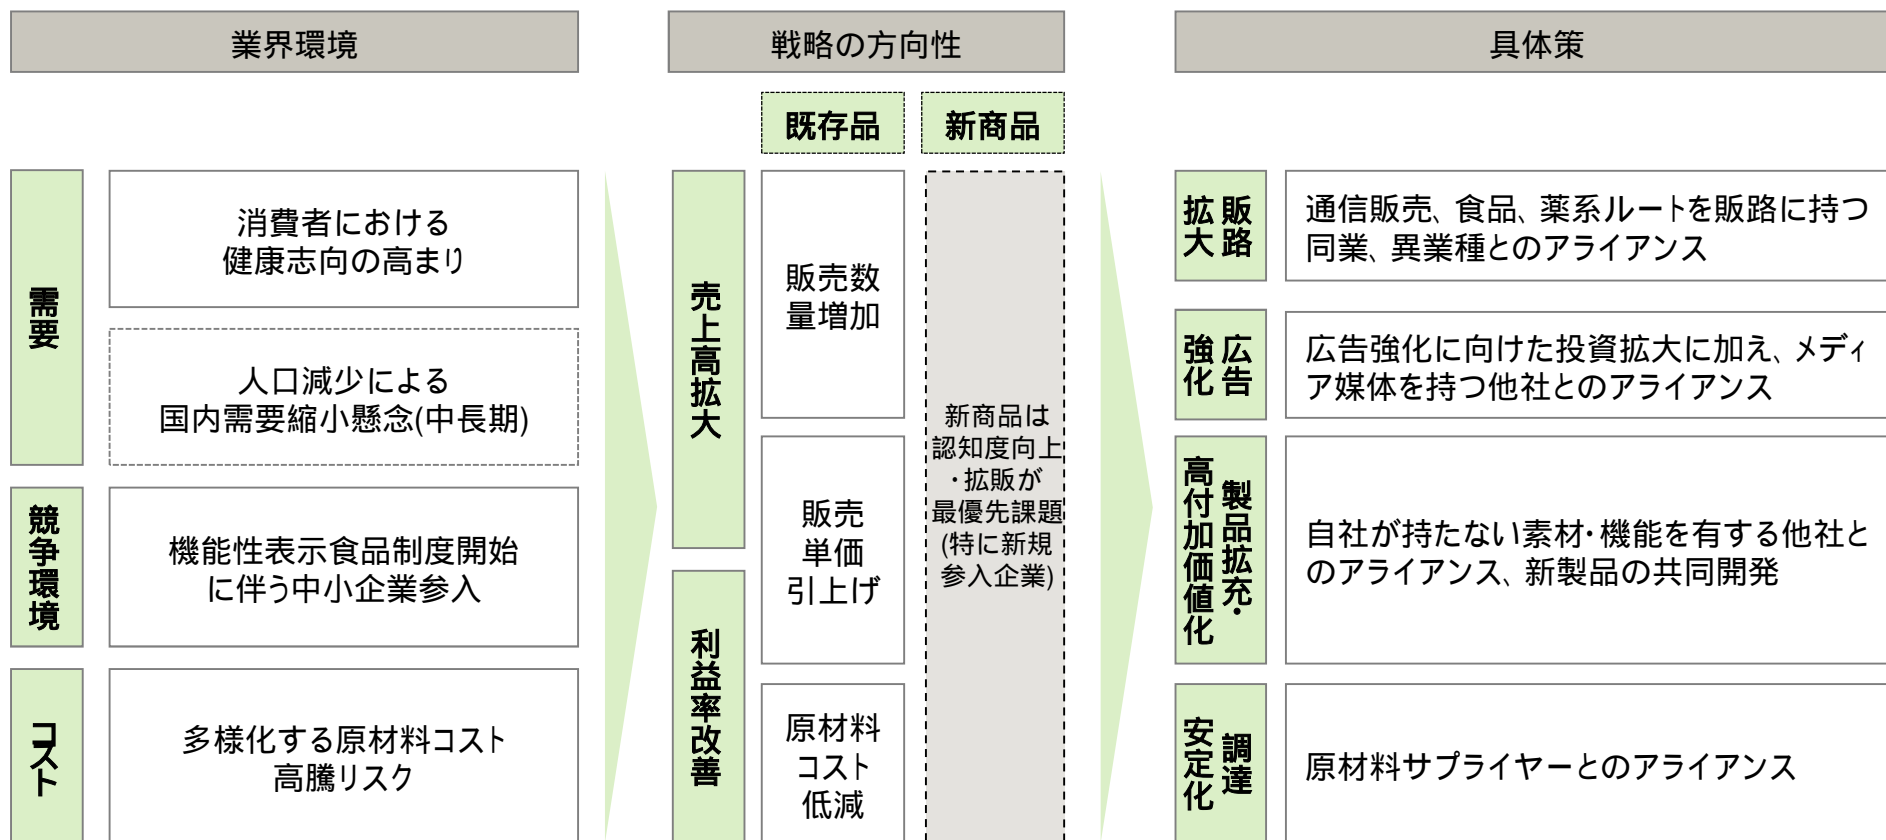 業界環境
戦略の方向性
具体策
既存品
新商品
需要
消費者における
健康志向の高まり
人口減少による
国内需要縮小懸念(中長期)
競争環境
機能性表示食品制度開始
に伴う中小企業参入
コスト
多様化する原材料コスト
高騰リスク
売上高拡大
利益率改善
販売数
量増加
販売
単価
引上げ
原材料
コスト
低減
新商品は
認知度向上
・拡販が
最優先課題
(特に新規
参入企業)
販路
拡大
通信販売、食品、薬系ルートを販路に持つ
同業、異業種とのアライアンス
広告
強化
広告強化に向けた投資拡大に加え、メディ
ア媒体を持つ他社とのアライアンス
製品拡充・
高付加価値化
自社が持たない素材・機能を有する他社と
のアライアンス、新製品の共同開発
調達
安定化
原材料サプライヤーとのアライアンス